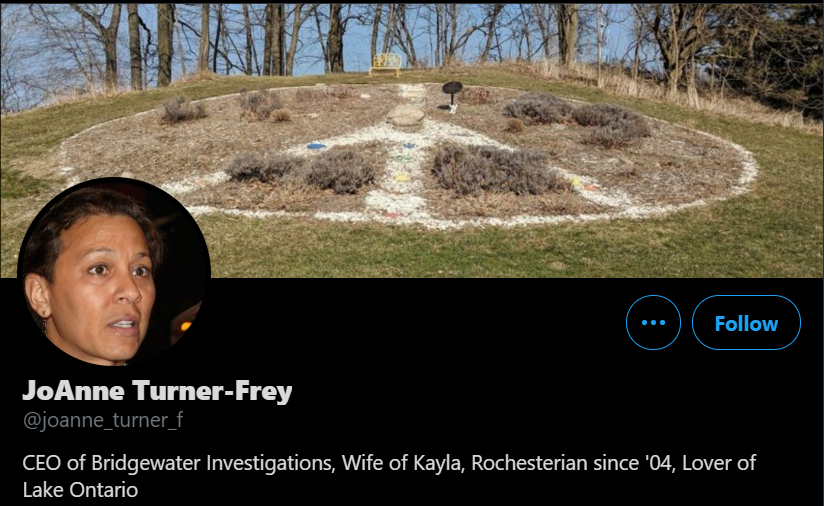 Follow
JoAnne Turner-Frey
@joanne_turner_f
CEO of Bridgewater Investigations, Wife of Kayla, Rochesterian since '04, Lover of
Lake Ontario